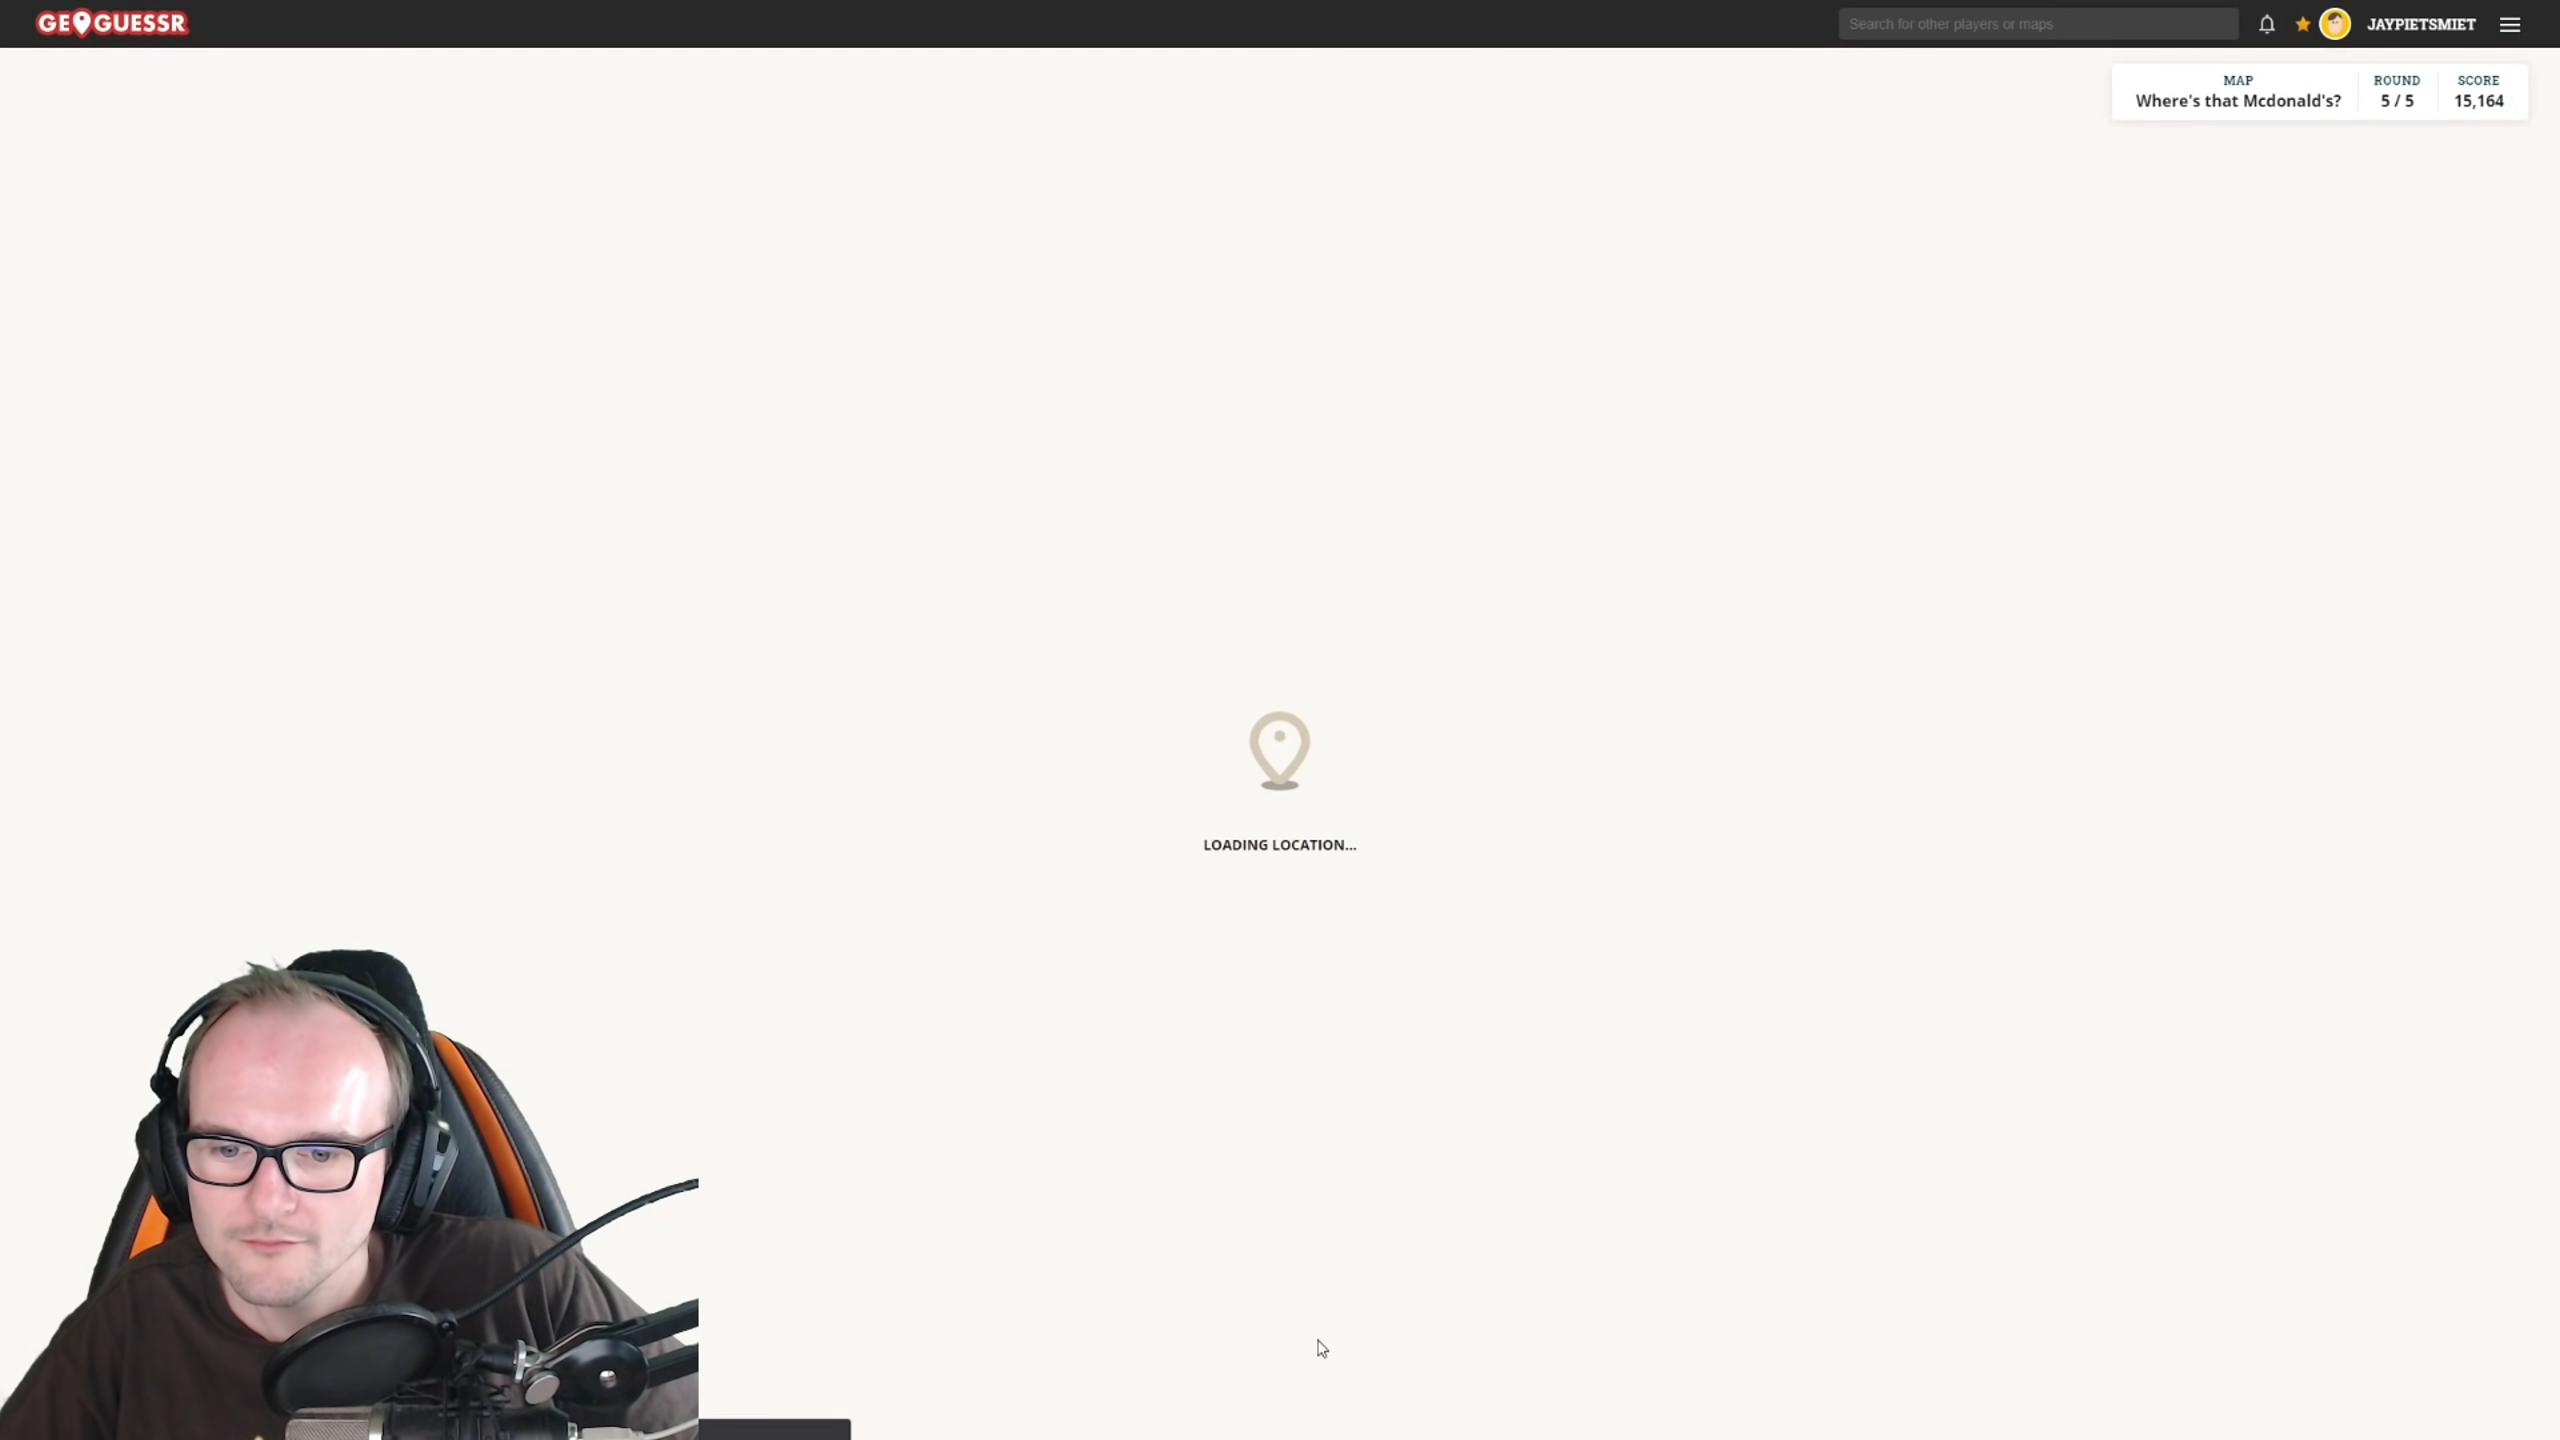 GEOGUESSR
Search for other players or maps
JAYPIETSMIET
MAP
Where's that Mcdonald's?
ROUND
5 / 5
SCORE
15,164
LOADING LOCATION...